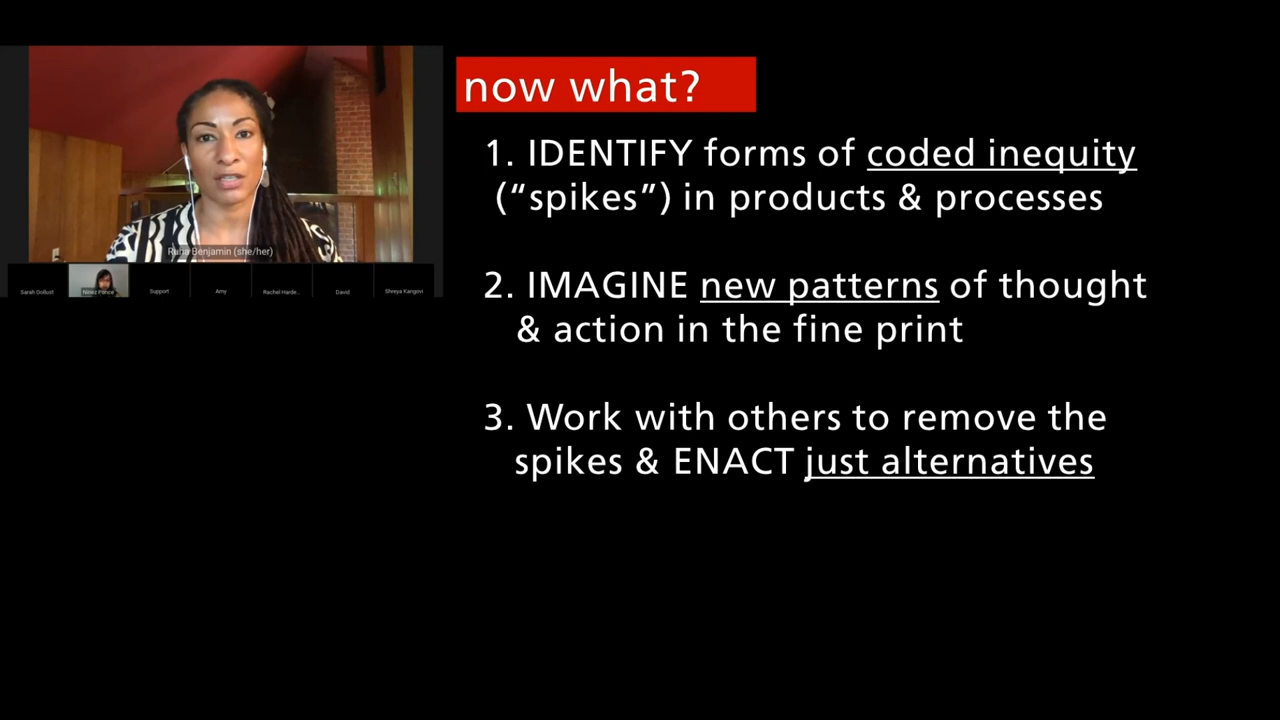 now what?
1. IDENTIFY forms of coded inequity
(“spikes”) in products & processes
2. IMAGINE new patterns of thought
& action in the fine print
3. Work with others to remove the
spikes & ENACT just alternatives
Ruha Benjamin (she/her)
Sarah Gollust
Ninez Ponce
Support
Amy
Rachel Harde...
David
Shreya Kangovi